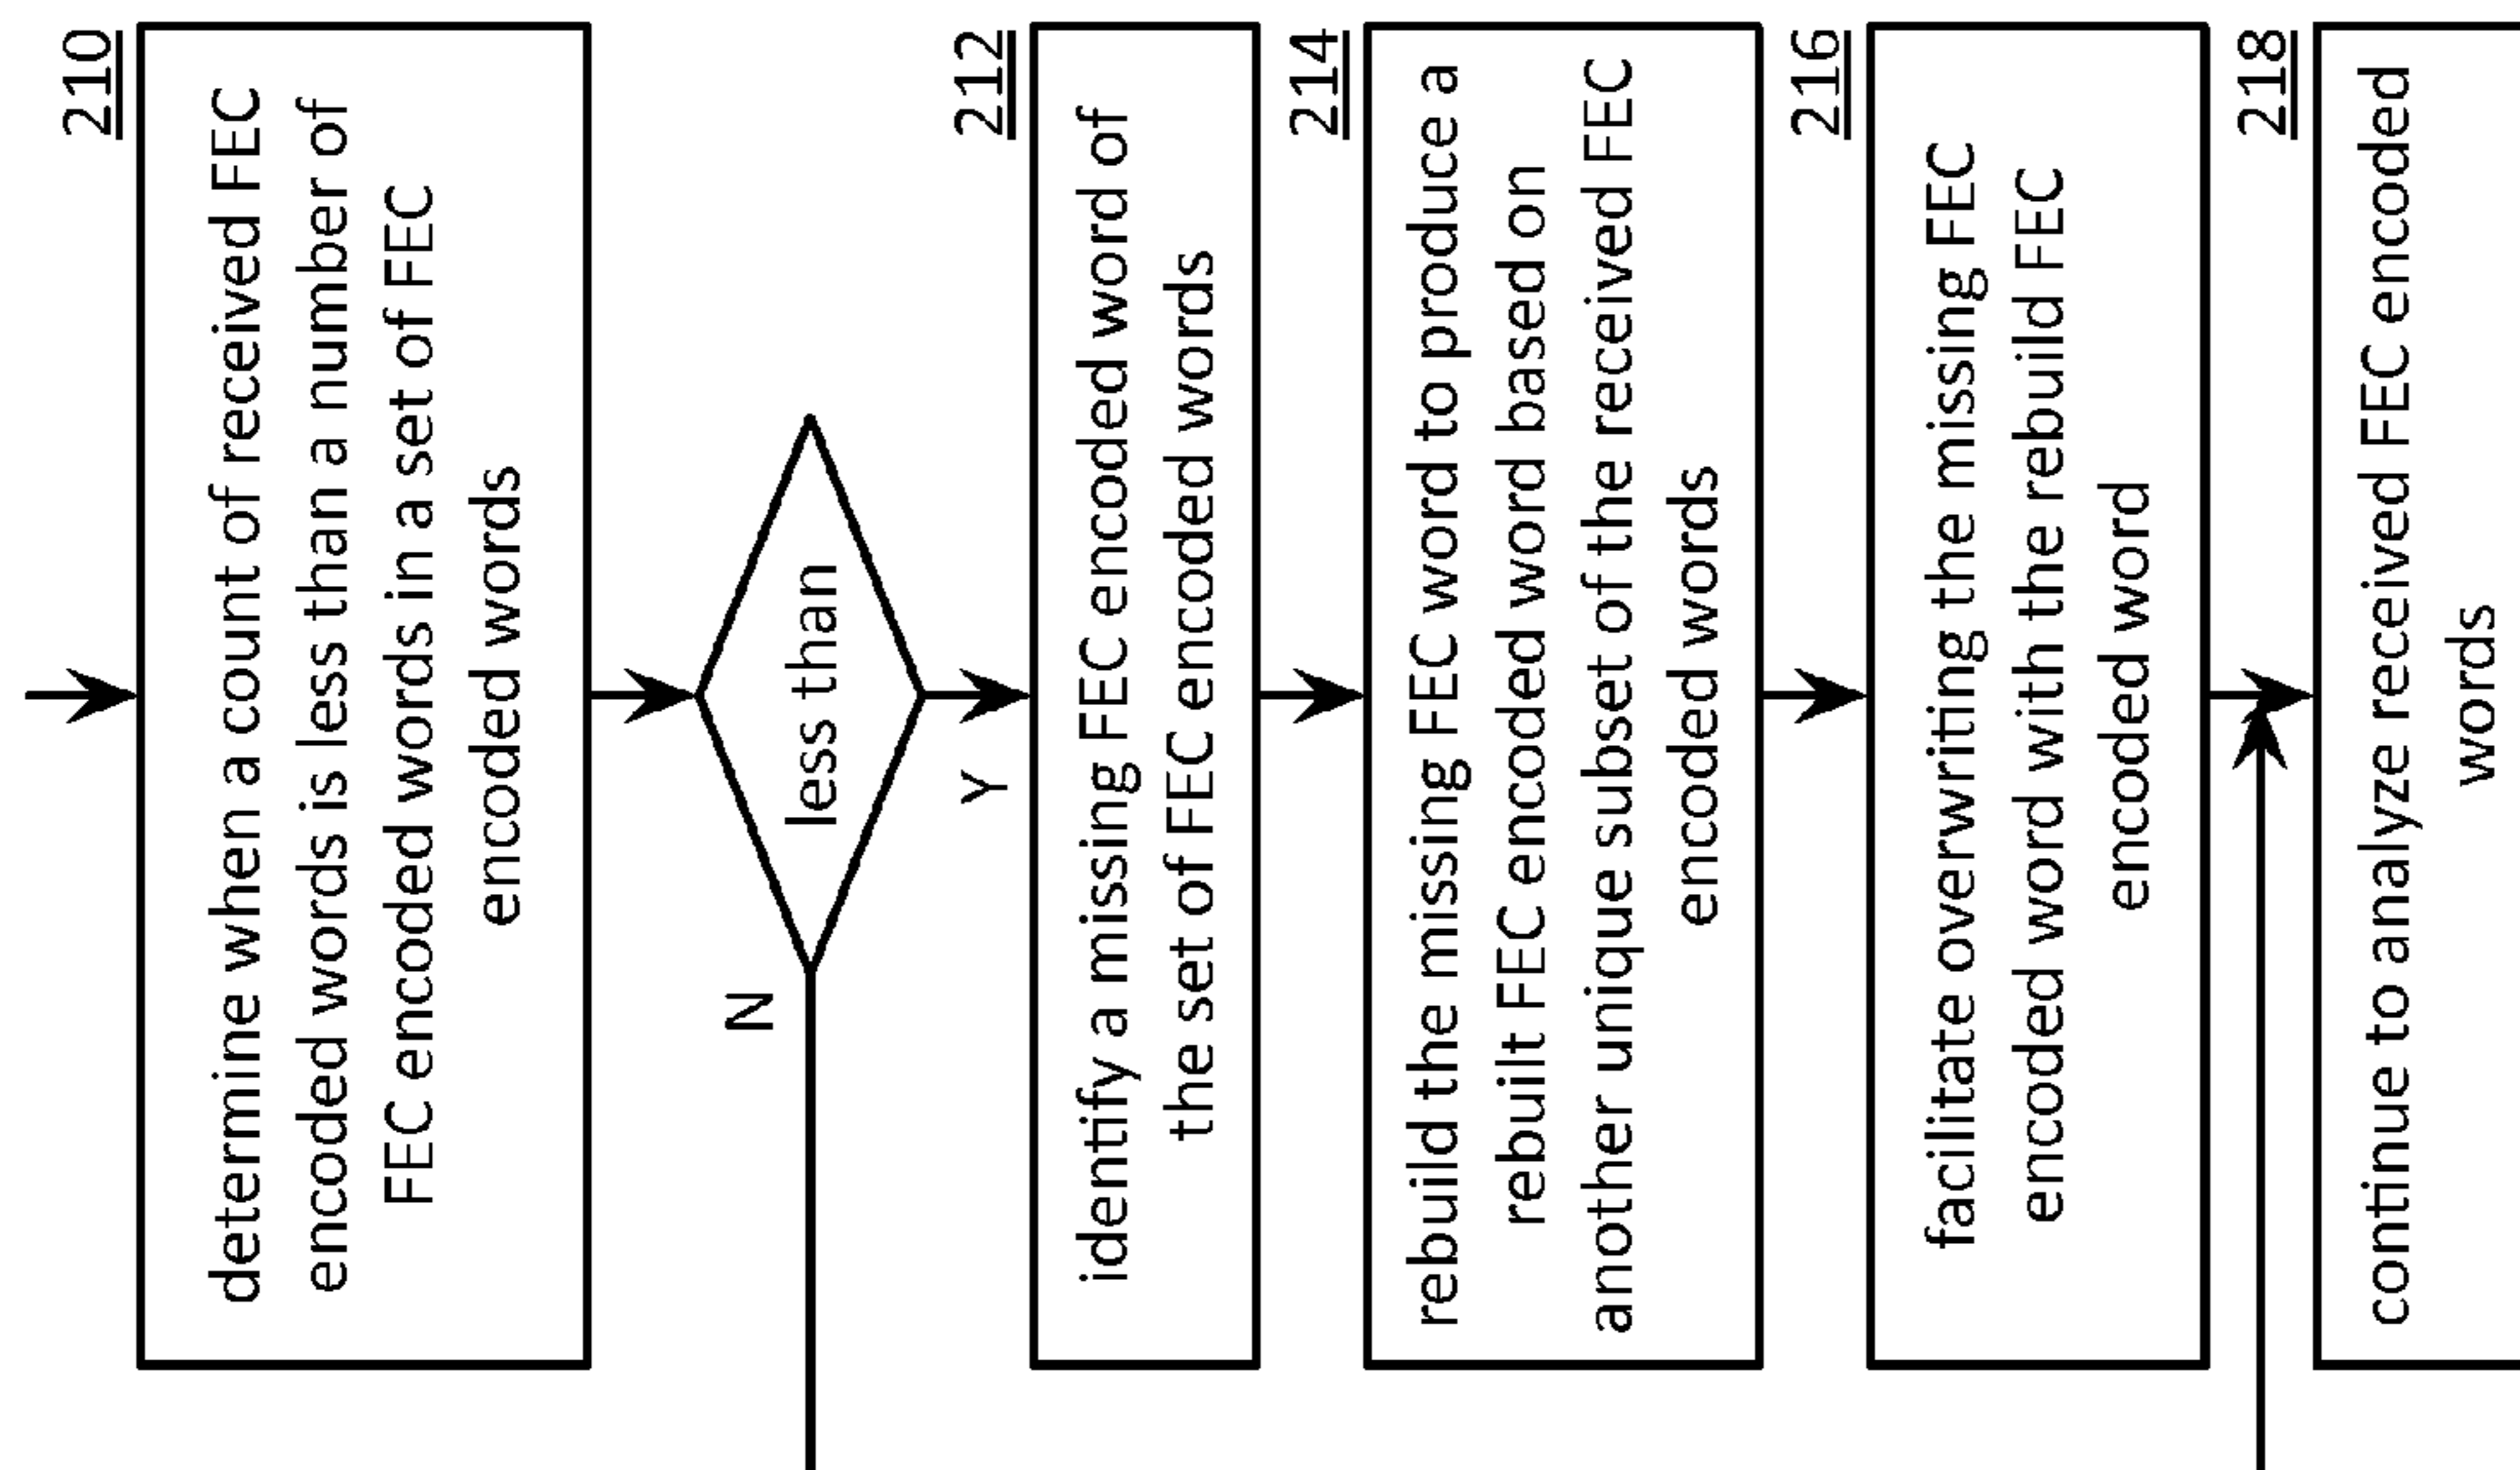 210
determine when a count of received FEC
encoded words is less than a number of
FEC encoded words in a set of FEC
encoded words
less than
N
Y
212
identify a missing FEC encoded word of
the set of FEC encoded words
214
rebuild the missing FEC word to produce a
rebuilt FEC encoded word based on
another unique subset of the received FEC
encoded words
216
facilitate overwriting the missing FEC
encoded word with the rebuild FEC
encoded word
218
continue to analyze received FEC encoded
words